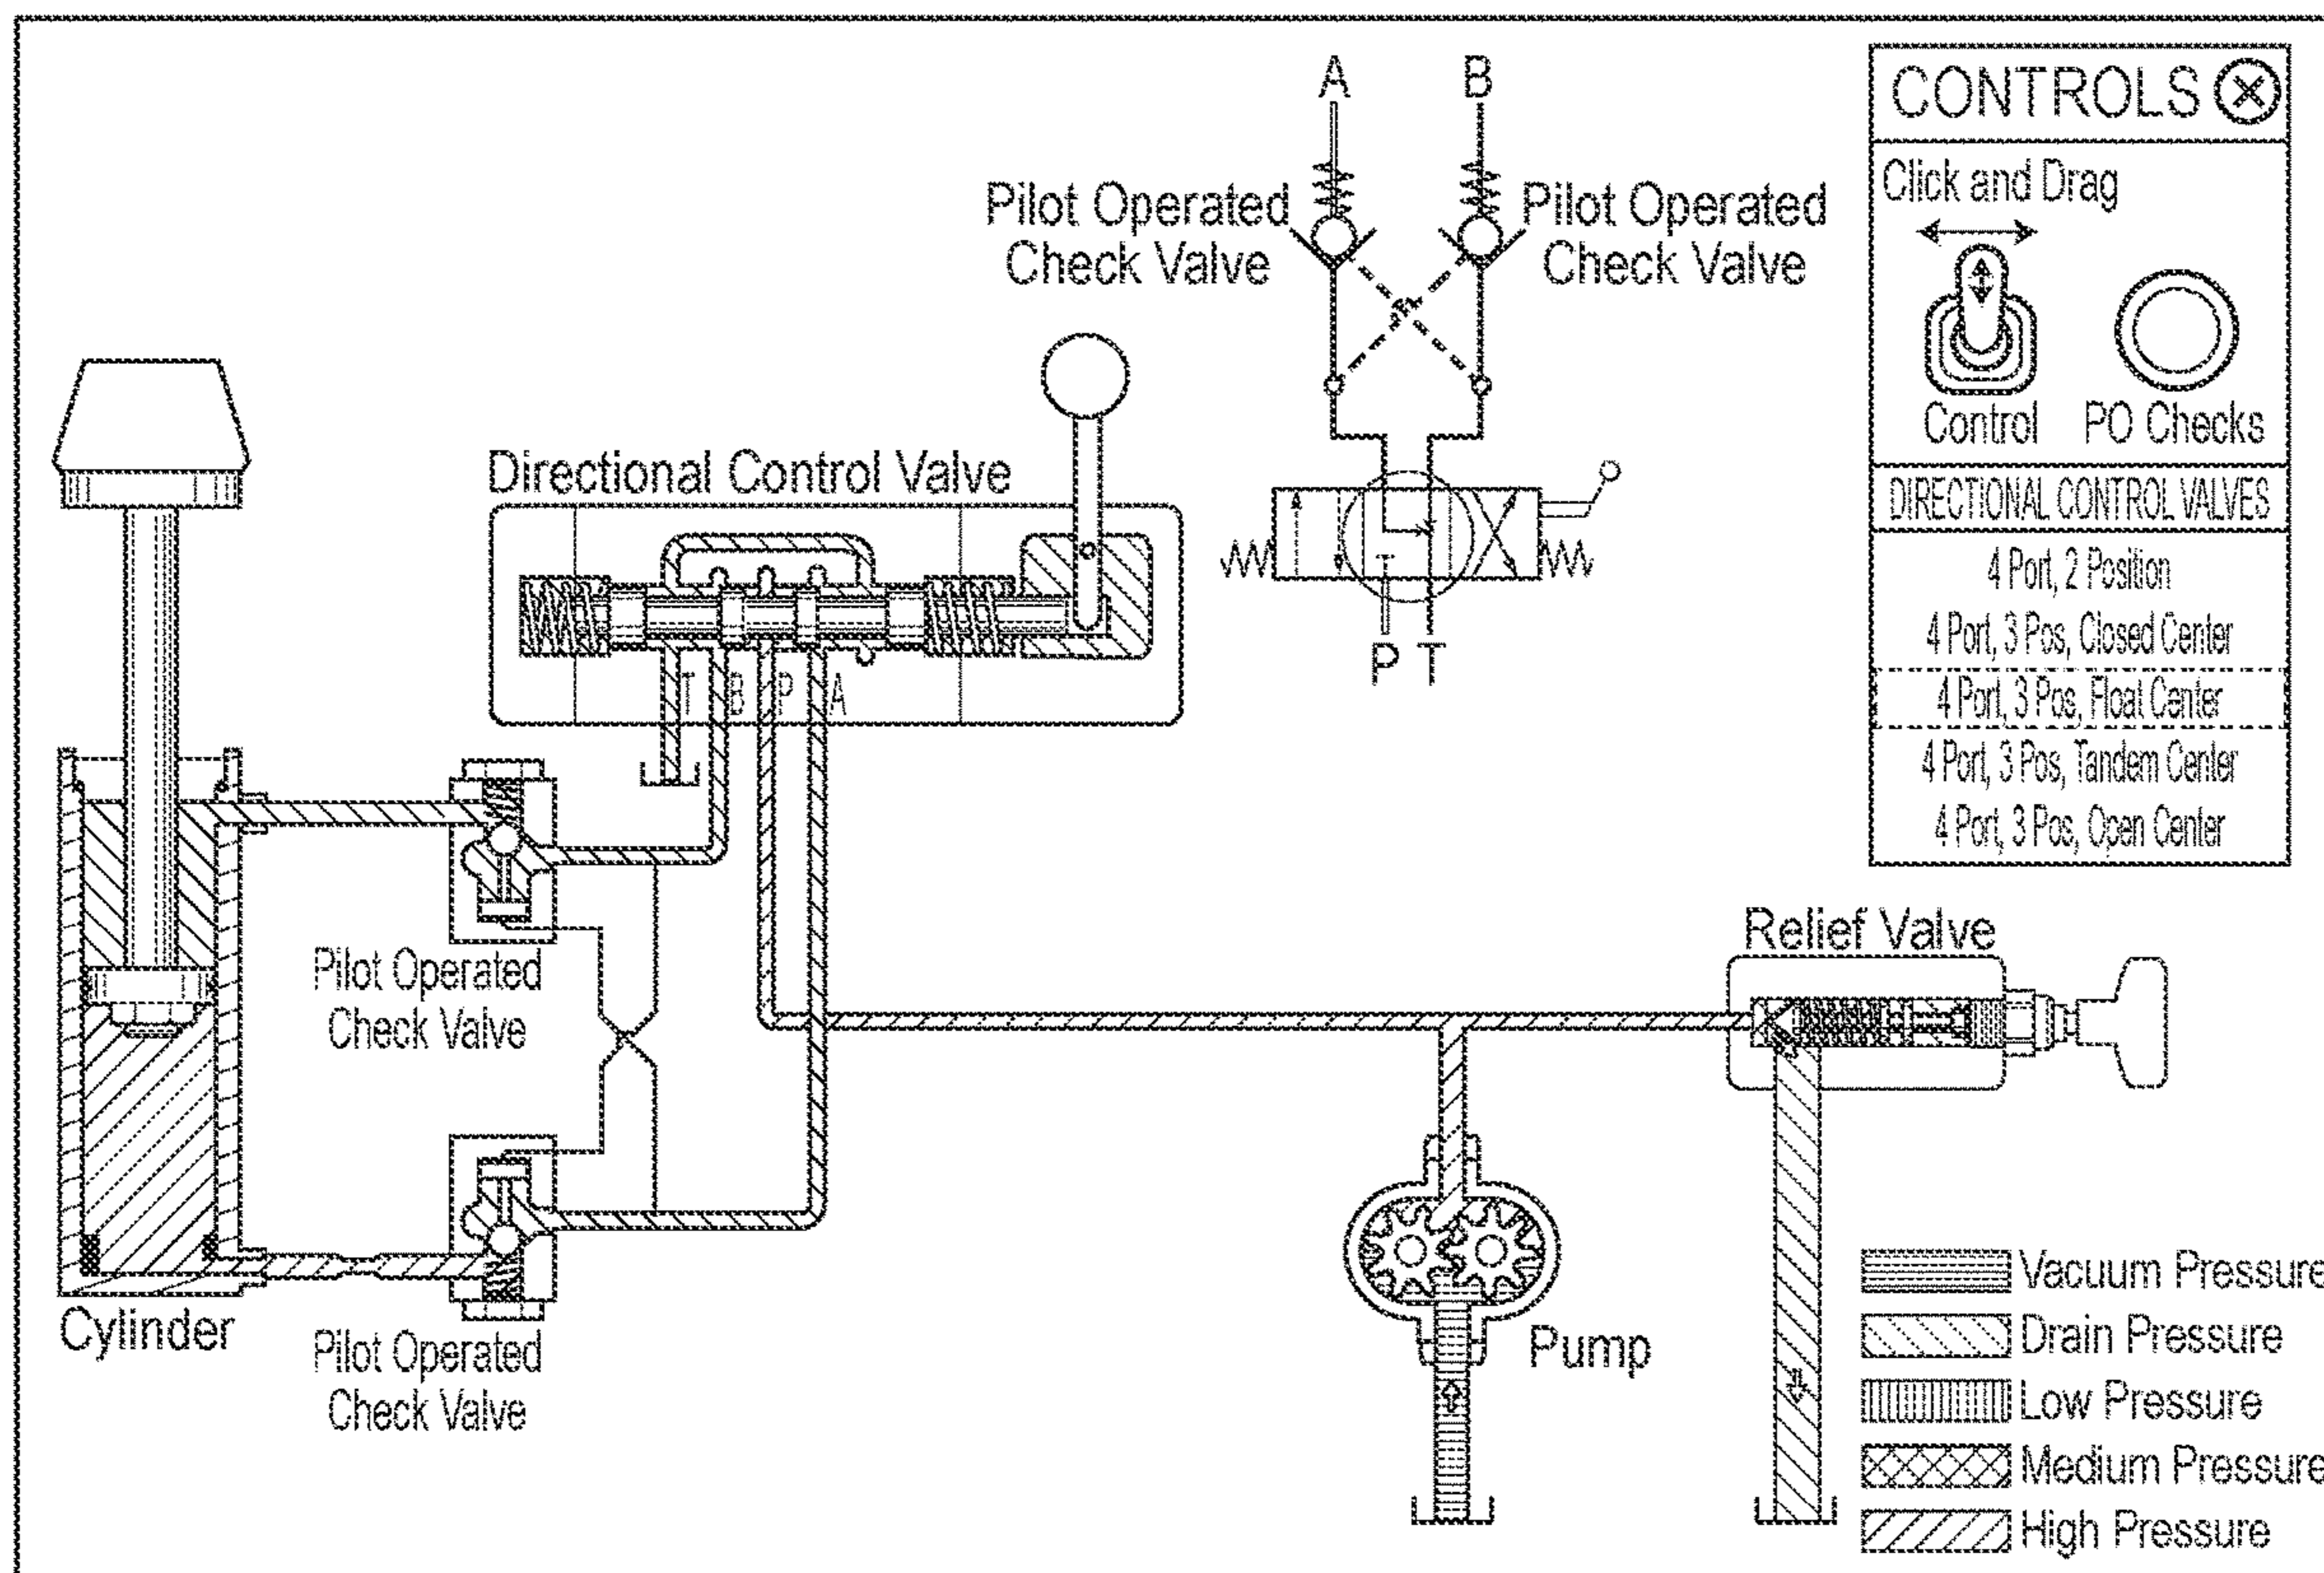 A B
Pilot Operated
Check Valve
Pilot Operated
Check Valve
Directional Control Valve
T B P A
T
P T
Pilot Operated
Check Valve
Cylinder
Pilot Operated
Check Valve
Pump
Relief Valve
CONTROLS
Click and Drag
Control PO Checks
DIRECTIONAL CONTROL VALVES
4 Port, 2 Position
4 Port, 3 Pos, Closed Center
4 Port, 3 Pos, Float Center
4 Port, 3 Pos, Tandem Center
4 Port, 3 Pos, Open Center
Vacuum Pressure
Drain Pressure
Low Pressure
Medium Pressure
High Pressure